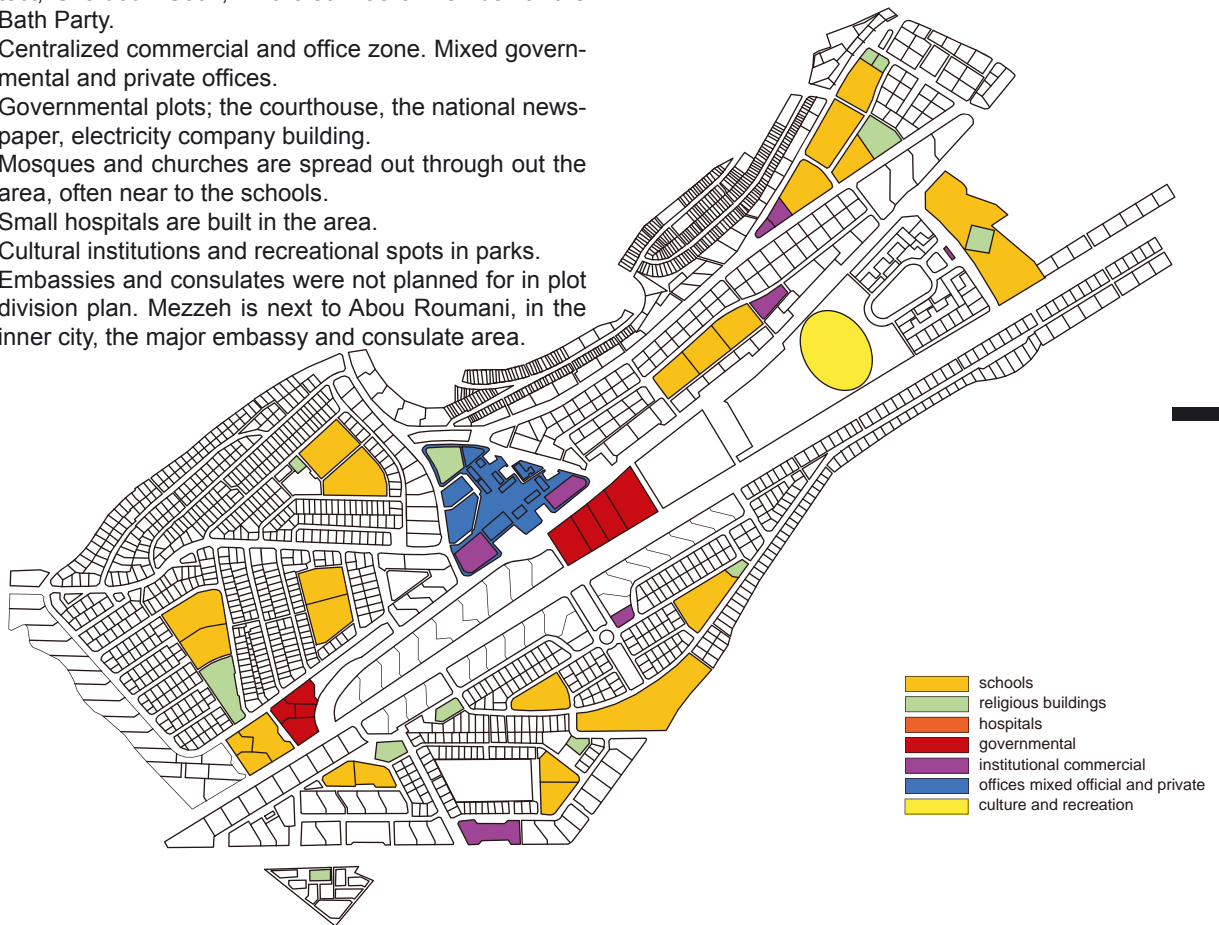 Bath Party.
Centralized commercial and office zone. Mixed govern-
mental and private offices.
Governmental plots; the courthouse, the national news-
paper, electricity company building.
Mosques and churches are spread out through out the
area, often near to the schools.
Small hospitals are built in the area.
Cultural institutions and recreational spots in parks.
Embassies and consulates were not planned for in plot
division plan. Mezzeh is next to Abou Roumani, in the
inner city, the major embassy and consulate area.
schools
religious buildings
hospitals
governmental
institutional commercial
offices mixed official and private
culture and recreation